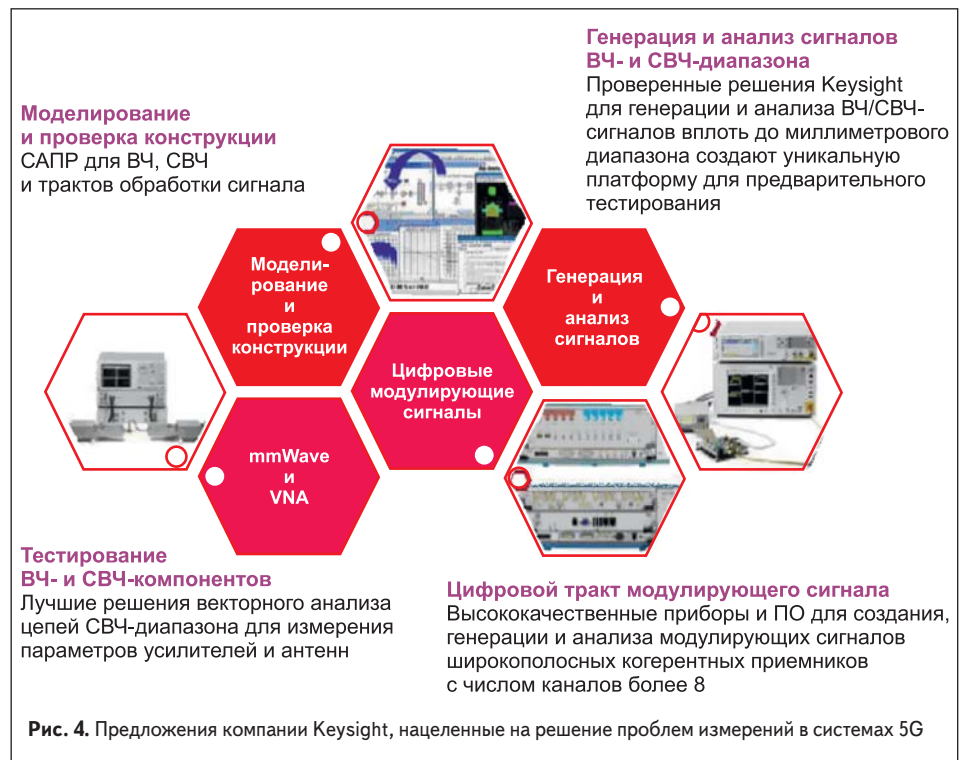 Генерация и анализ сигналов
ВЧ- и СВЧ-диапазона
Проверенные решения Keysight
для генерации и анализа ВЧ/СВЧ-
сигналов вплоть до миллиметрового
диапазона создают уникальную
платформу для предварительного
тестирования
Моделирование
и проверка конструкции
САПР для ВЧ, СВЧ
и трактов обработки сигнала
Модели-
рование
и
проверка
конструкции
Генерация
и
анализ
сигналов
Цифровые
модулирующие
сигналы
mmWave
и
VNA
Тестирование
ВЧ- и СВЧ-компонентов
Лучшие решения векторного анализа
цепей СВЧ-диапазона для измерения
параметров усилителей и антенн
Цифровой тракт модулирующего сигнала
Высококачественные приборы и ПО для создания,
генерации и анализа модулирующих сигналов
широкополосных когерентных приемников
с числом каналов более 8
Рис. 4. Предложения компании Keysight, нацеленные на решение проблем измерений в системах 5G